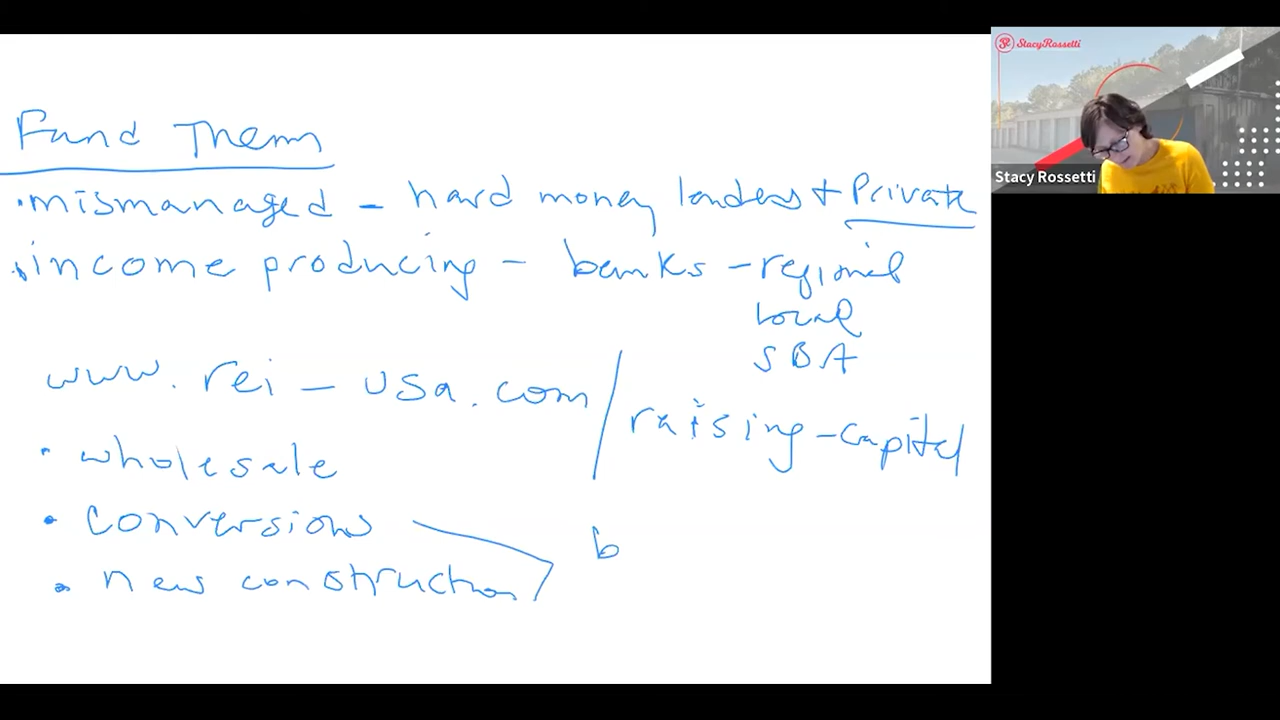 Fund Them
• mismanaged - hard money lenders + Private
• income producing - banks - regional
local
SBA
www.rei-usa.com / raising-capital
• wholesale
• conversions
b
• new construction
StacyRossetti
Stacy Rossetti